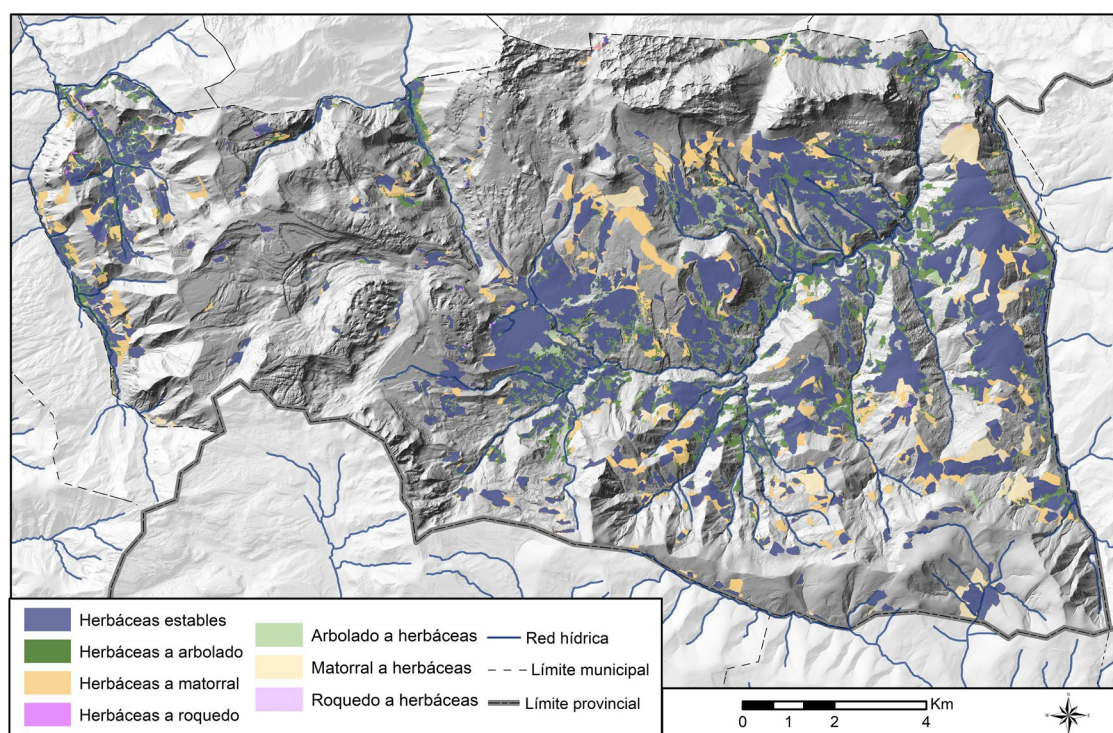 Herbáceas estables
Herbáceas a arbolado
Herbáceas a matorral
Herbáceas a roquedo
Arbolado a herbáceas
Matorral a herbáceas
Roquedo a herbáceas
Red hídrica
Límite municipal
Límite provincial
Km
0 1 2 4
N
W E
S